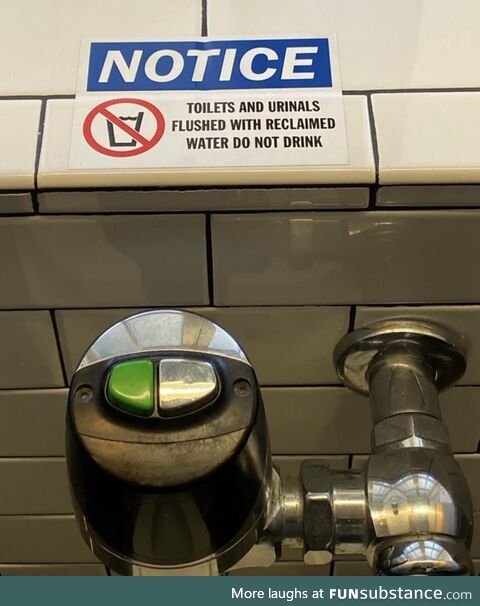 NOTICE
TOILETS AND URINALS
FLUSHED WITH RECLAIMED
WATER DO NOT DRINK
More laughs at FUNsubstance.com